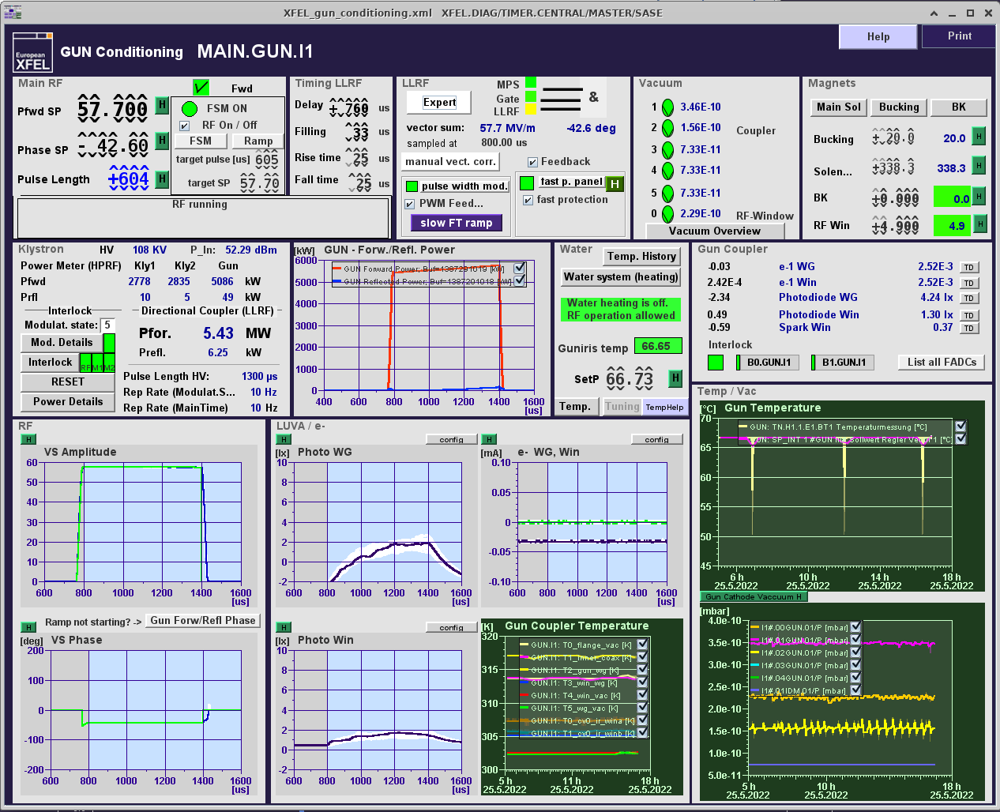 XFEL_gun_conditioning.xml XFEL.DIAG/TIMER.CENTRAL/MASTER/SASE
European XFEL
GUN Conditioning MAIN.GUN.I1
Help
Print
Main RF
Fwd
Pfwd SP 57.700 H
FSM ON
RF On / Off
Phase SP - 42.60 H
FSM Ramp
target pulse [us] 605
Pulse Length +604 H
target SP 57.70
RF running
Timing LLRF
Delay +,760 us
Filling 33 us
Rise time 25 us
Fall time 25 us
LLRF
MPS
Gate
LLRF
&
Expert
vector sum: 57.7 MV/m -42.6 deg
sampled at 800.00 us
manual vect. corr.
Feedback
pulse width mod.
PWM Feed...
slow FT ramp
fast p. panel H
fast protection
Vacuum
1 3.46E-10
2 1.56E-10
Coupler
3 7.33E-11
4 7.33E-11
5 7.33E-11
0 2.29E-10 RF-Window
Vacuum Overview
Magnets
Main Sol Bucking BK
Bucking + 20.0 20.0 H
Solen... +338.3 338.3 H
BK +0.000 0.0 H
RF Win +4.900 4.9 H
Klystron HV 108 KV P_In: 52.29 dBm
Power Meter (HPRF) Kly1 Kly2 Gun
Pfwd 2778 2835 5086 kW
Prfl 10 5 49 kW
Interlock
Directional Coupler (LLRF)
Modulat. state: 5
Pfor. 5.43 MW
Mod. Details
Prefl. 6.25 kW
Interlock RF M1 M2
Pulse Length HV: 1300 µs
RESET
Rep Rate (Modulat.S... 10 Hz
Power Details
Rep Rate (MainTime) 10 Hz
[kW] GUN - Forw./Refl. Power
GUN Forward Power; Buf=1387291019 [kW]
GUN Reflected Power; Buf=1387201018 [kW]
6000
5000
4000
3000
2000
1000
0
400 600 800 1000 1200 1400 1600
[us]
Water
Temp. History
Water system (heating)
Water heating is off.
RF operation allowed
Guniris temp 66.65
SetP 66.73 H
Temp. Tuning TempHelp
Gun Coupler
-0.03 e-1 WG 2.52E-3 TD
2.42E-4 e-1 Win 2.52E-3 TD
-2.34 Photodiode WG 4.24 lx TD
0.49 Photodiode Win 1.30 lx TD
-0.59 Spark Win 0.37 TD
Interlock
B0.GUN.I1 B1.GUN.I1 List all FADCs
RF
H
VS Amplitude
60
50
40
30
20
10
0
600 800 1000 1200 1400 1600
[us]
Ramp not starting? -> Gun Forw/Refl Phase
H
[deg] VS Phase
200
100
0
-100
-200
600 800 1000 1200 1400 1600
[us]
LUVA / e-
H config
[lx] Photo WG
10
8
6
4
2
0
-2
600 800 1000 1200 1400 1600
[us]
H config
[mA] e- WG, Win
0.10
0.05
0
-0.05
-0.10
600 800 1000 1200 1400 1600
[us]
H config
[lx] Photo Win
10
8
6
4
2
0
-2
600 800 1000 1200 1400 1600
[us]
[K] Gun Coupler Temperature
GUN.I1: T0_flange_vac [K]
GUN.I1: T1_inner_coax [K]
GUN.I1: T2_gun_wg [K]
GUN.I1: T3_win_wg [K]
GUN.I1: T4_win_vac [K]
GUN.I1: T5_wg_vac [K]
GUN.I1: T0_cv0_ir_wina [K]
GUN.I1: T1_cv0_ir_winb [K]
320
315
310
305
300
5 h 11 h 18 h
25.5.2022 25.5.2022 25.5.2022
Temp / Vac
[°C] Gun Temperature
GUN: TN.H1.1.E1.BT1 Temperaturmessung [°C]
70
65
60
55
50
45
6 h 10 h 14 h 18 h
25.5.2022 25.5.2022 25.5.2022
Gun Cathode Vaccuum H
[mbar]
I1#.00GUN.01/P [mbar]
I1#.01GUN.01/P [mbar]
I1#.02GUN.01/P [mbar]
I1#.03GUN.01/P [mbar]
I1#.04GUN.01/P [mbar]
I1#.01IDM.01/P [mbar]
4.0e-10
3.5e-10
3.0e-10
2.5e-10
2.0e-10
1.5e-10
1.0e-10
5.0e-11
5 h 10 h 18 h
25.5.2022 25.5.2022 25.5.2022